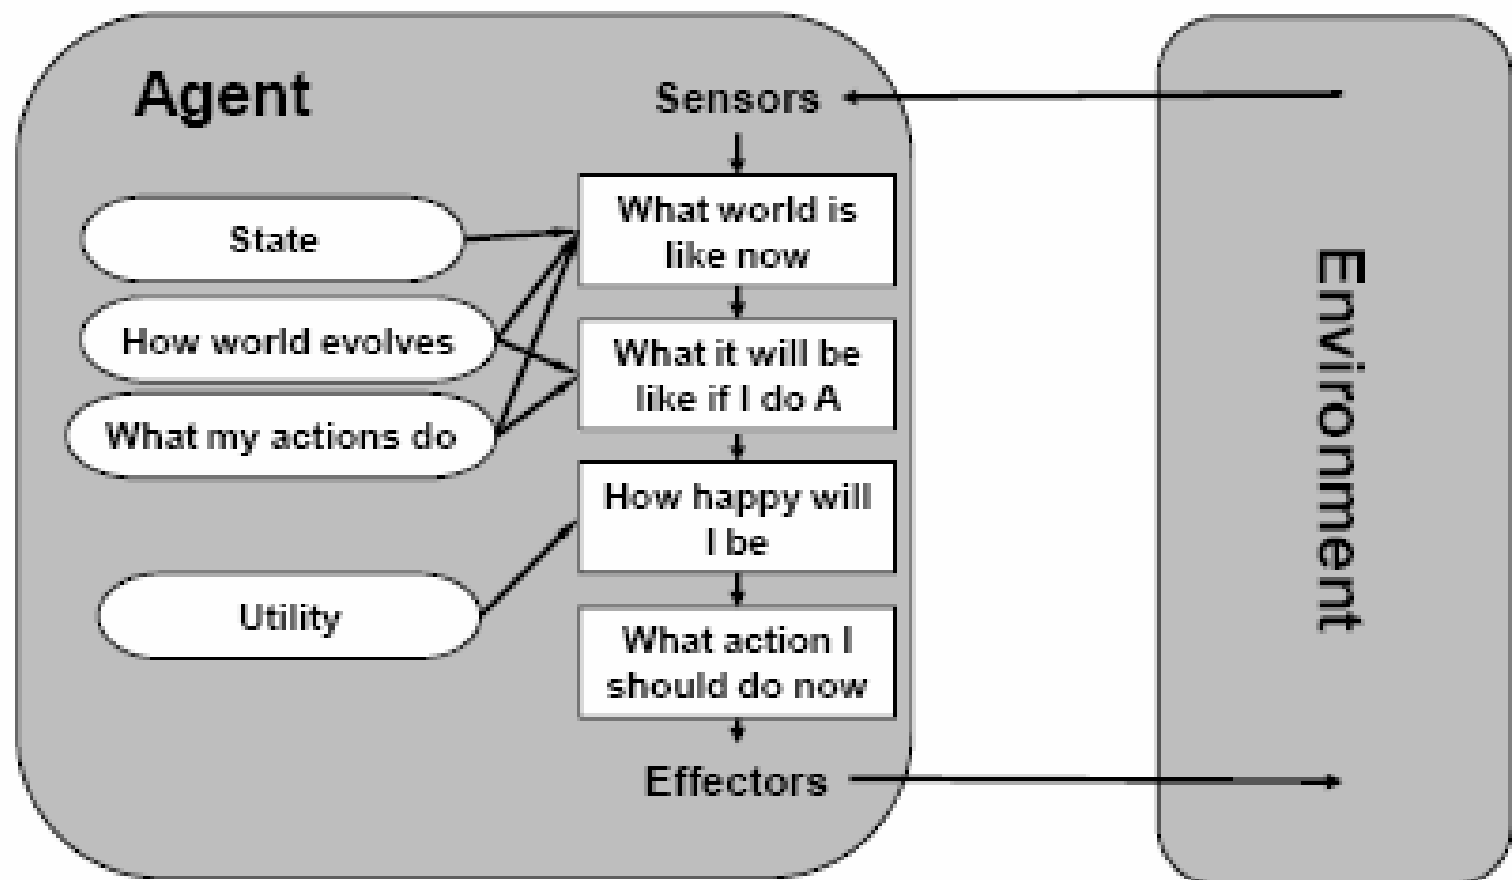 Agent
Sensors
State
What world is
like now
How world evolves
What it will be
like if I do A
What my actions do
How happy will
I be
Utility
What action I
should do now
Effectors
Environment